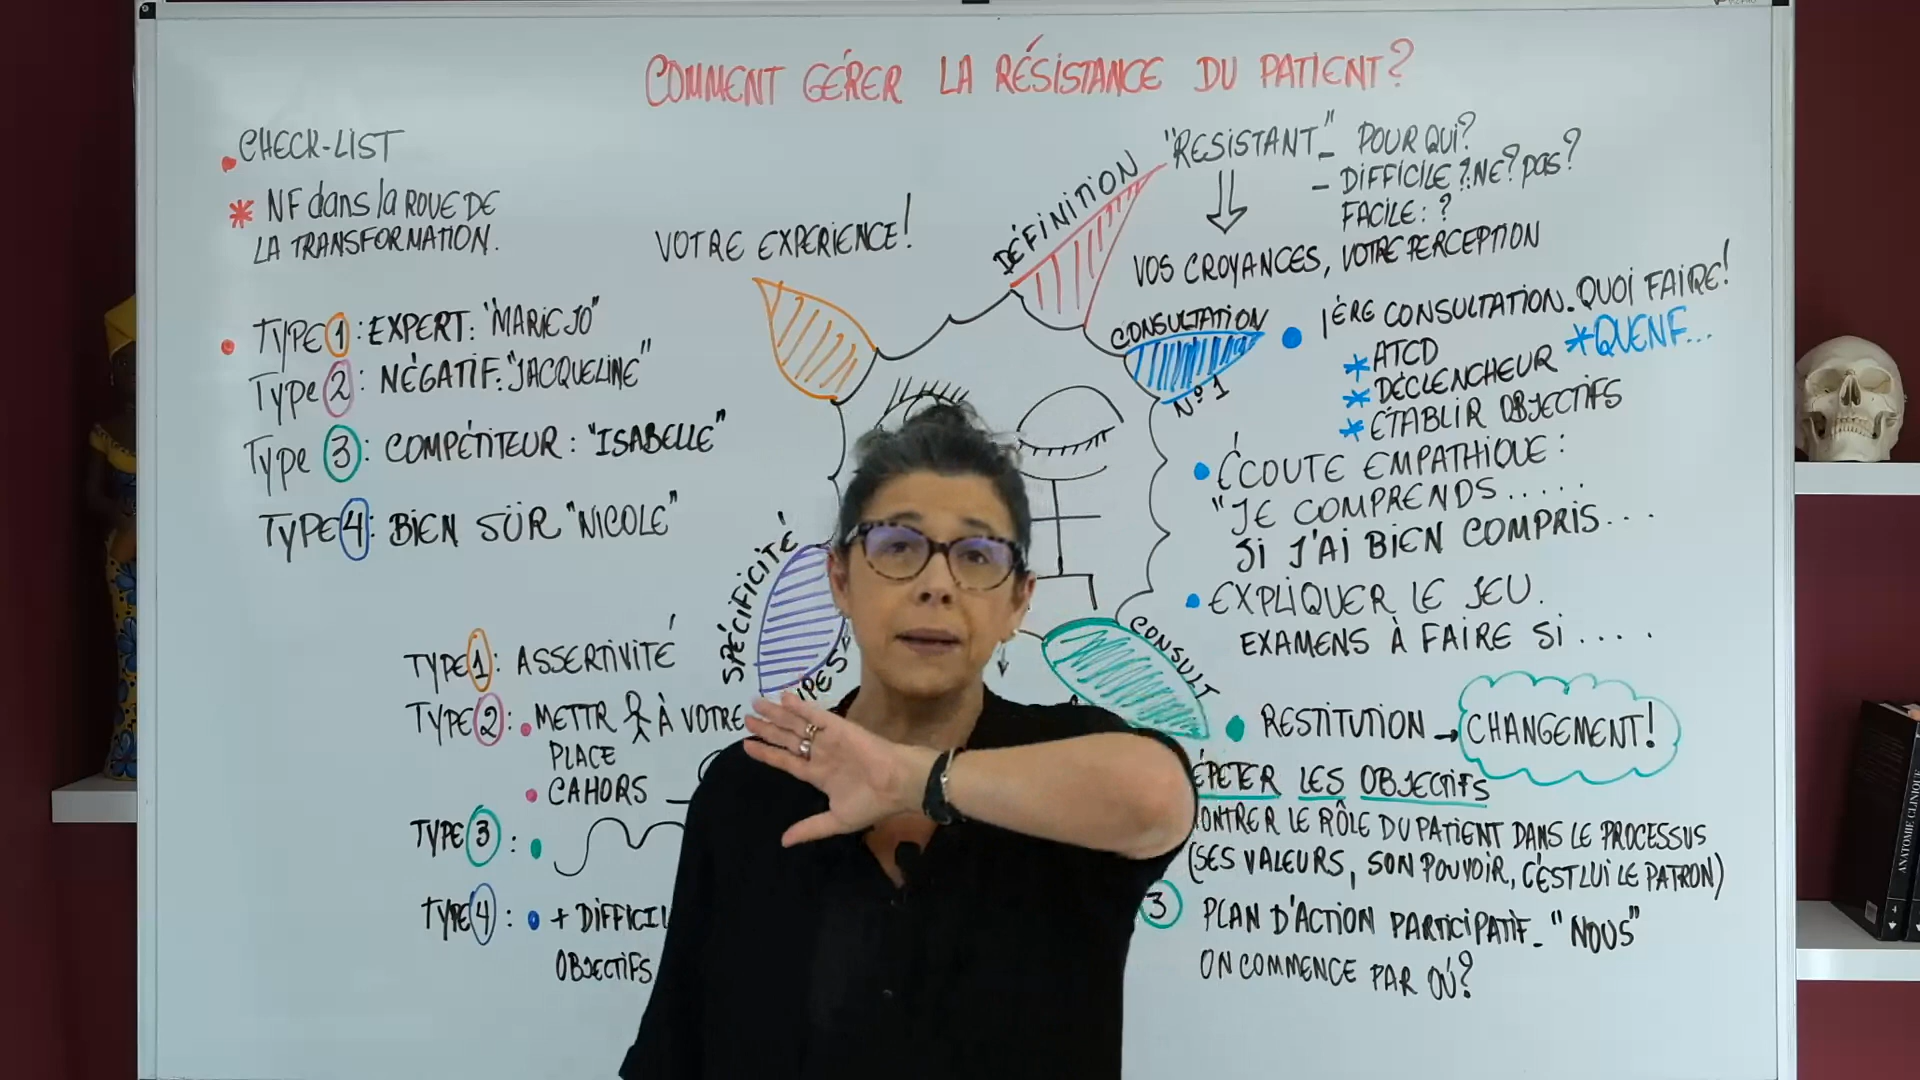 COMMENT GÉRER LA RÉSISTANCE DU PATIENT?
CHECK-LIST
* NF dans la ROUE DE
LA TRANSFORMATION.
TYPE 1 : EXPERT : "MARIE JO"
Type 2 : NÉGATIF : "JACQUELINE"
Type 3 : COMPÉTITEUR : "ISABELLE"
TYPE 4 : BIEN SÛR "NICOLE"
VOTRE EXPERIENCE!
DÉFINITION
"RESISTANT" - POUR QUI?
- DIFFICILE? NE? pas?
FACILE : ?
VOS CROYANCES, VOTRE PERCEPTION
CONSULTATION
N°1
1ÈRE CONSULTATION. QUOI FAIRE!
* ATCD
* QUENF...
* DÉCLENCHEUR
* ÉTABLIR OBJECTIFS
ÉCOUTE EMPATHIQUE :
"JE COMPRENDS .....
SI J'AI BIEN COMPRIS...
EXPLIQUER LE JEU.
EXAMENS À FAIRE SI ....
CONSULT
RESTITUTION → CHANGEMENT!
ÉPETER LES OBJECTIFS
ONTRER LE RÔLE DU PATIENT DANS LE PROCESSUS
(SES VALEURS, SON POUVOIR, C'EST LUI LE PATRON)
3 PLAN D'ACTION PARTICIPATIF - "NOUS"
ON COMMENCE PAR OÙ?
SPÉCIFICITÉ
IPES
TYPE 1 : ASSERTIVITÉ
TYPE 2 : METTR À VOTRE
PLACE
CAHORS
TYPE 3 :
TYPE 4 : + DIFFICIL
OBJECTIFS
ANATOMIE CLINIQUE